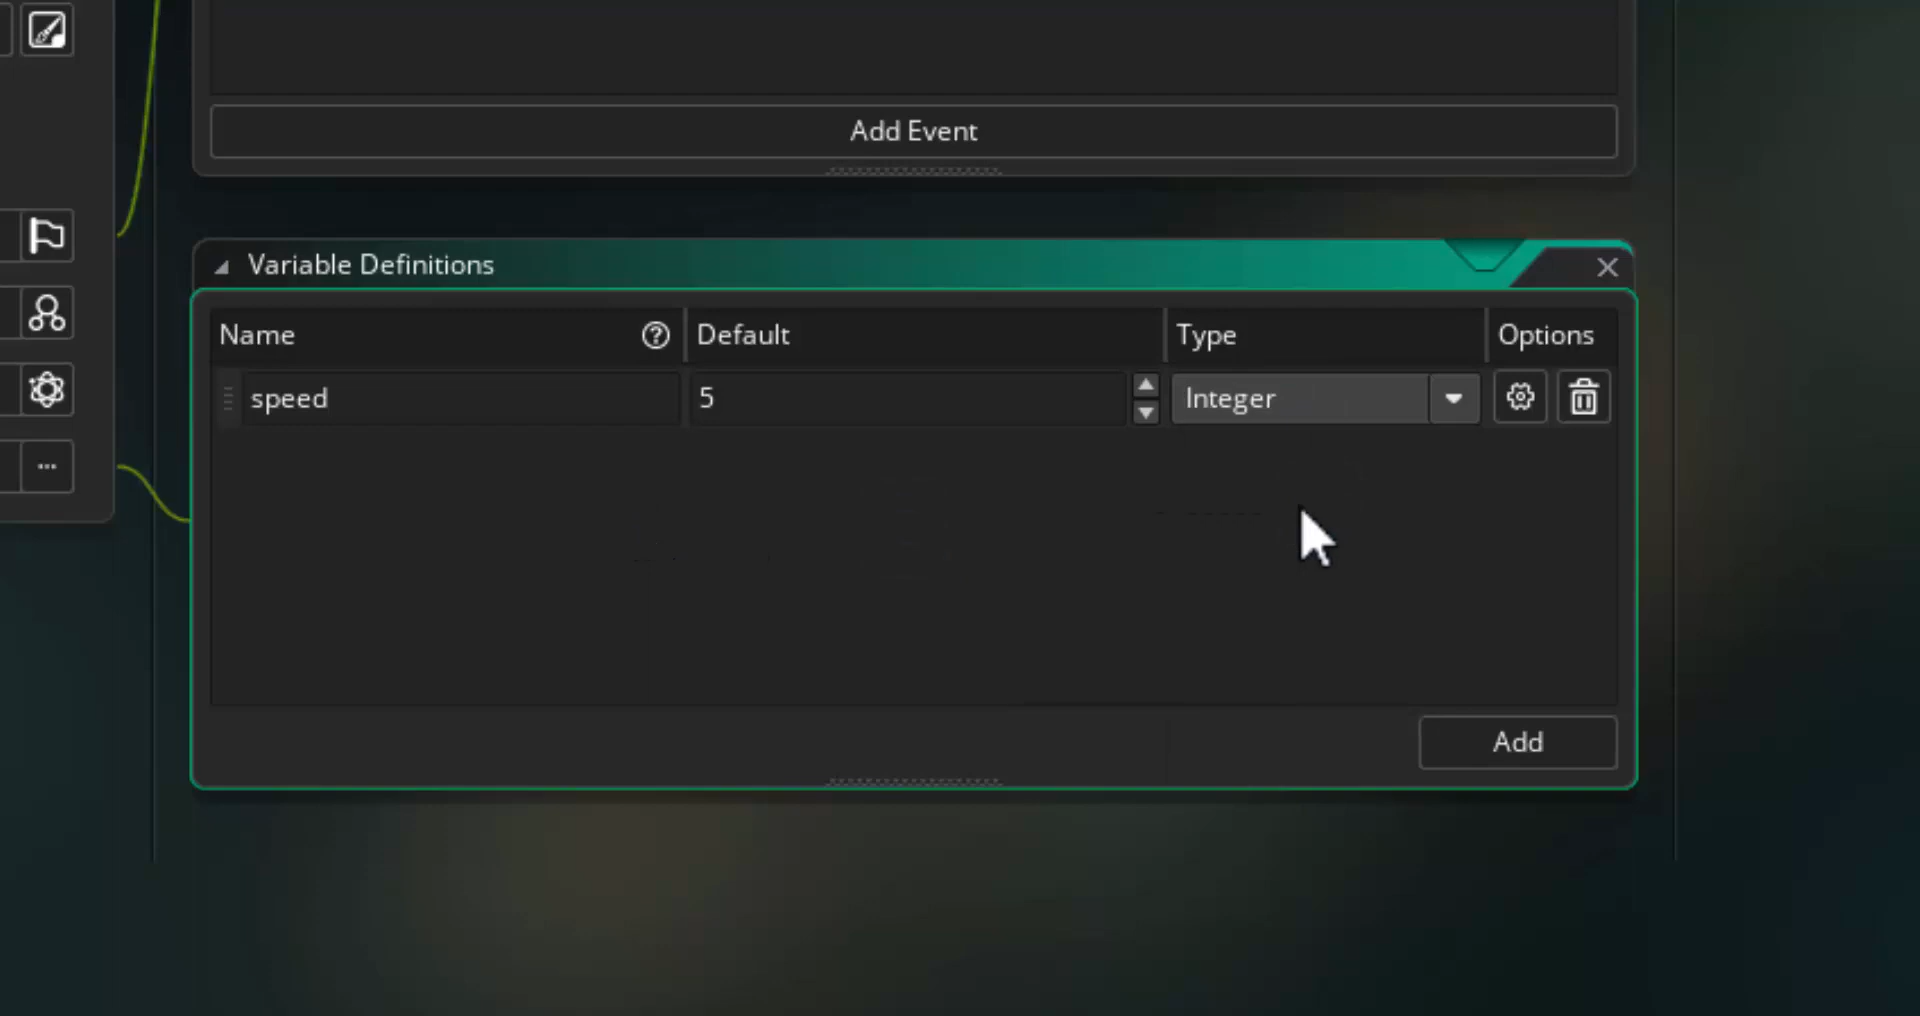 Add Event
Variable Definitions
Name Default Type Options
speed 5 Integer
Add